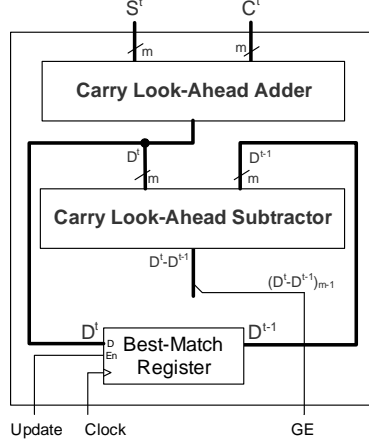 S^t C^t
m m
Carry Look-Ahead Adder
D^t D^t-1
m m
Carry Look-Ahead Subtractor
D^t-D^t-1
(D^t-D^t-1)m-1
D^t D^t-1
D Best-Match
En Register
Update Clock GE